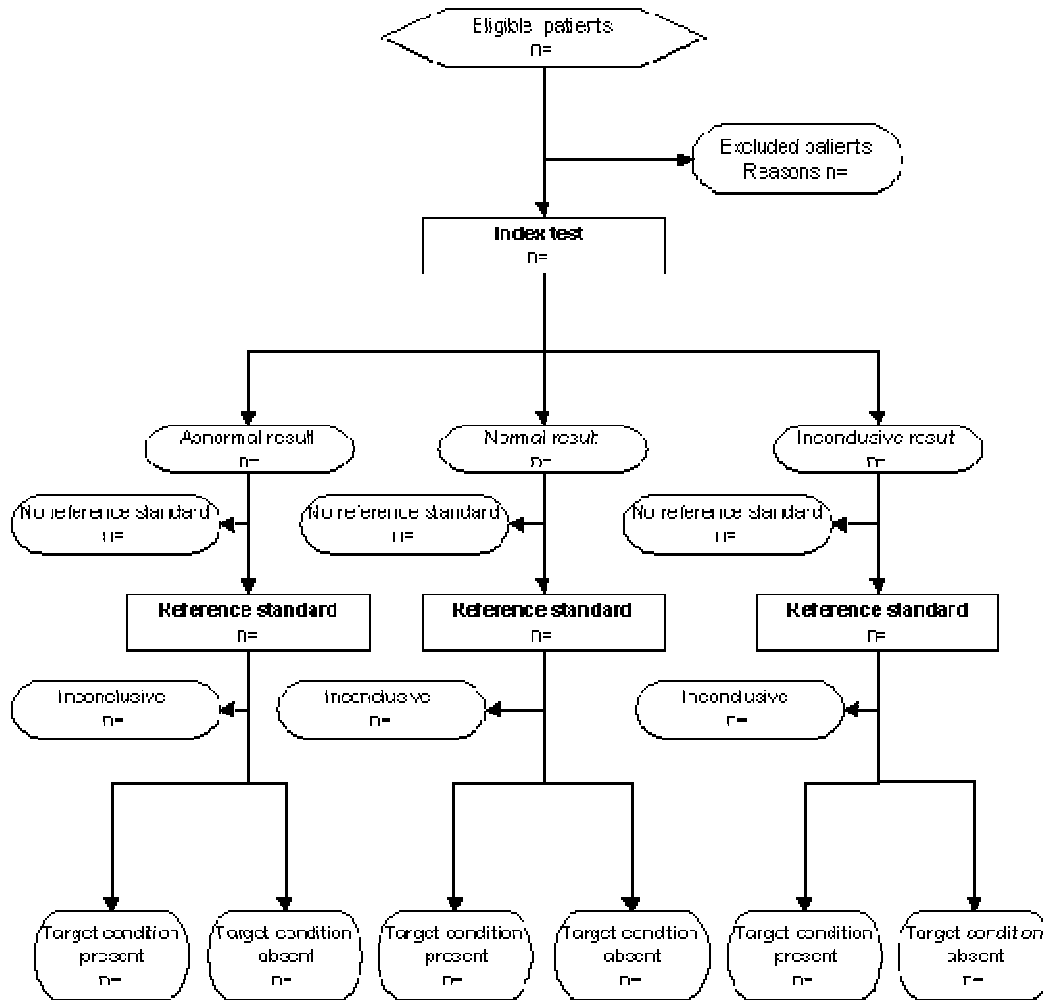 Eligible patients
n=
Excluded patients
Reasons n=
Index test
n=
Abnormal result
n=
Normal result
n=
Inconclusive result
n=
No reference standard
n=
No reference standard
n=
No reference standard
n=
Reference standard
n=
Reference standard
n=
Reference standard
n=
Inconclusive
n=
Inconclusive
n=
Inconclusive
n=
Target condition
present
n=
Target condition
absent
n=
Target condition
present
n=
Target condition
absent
n=
Target condition
present
n=
Target condition
absent
n=